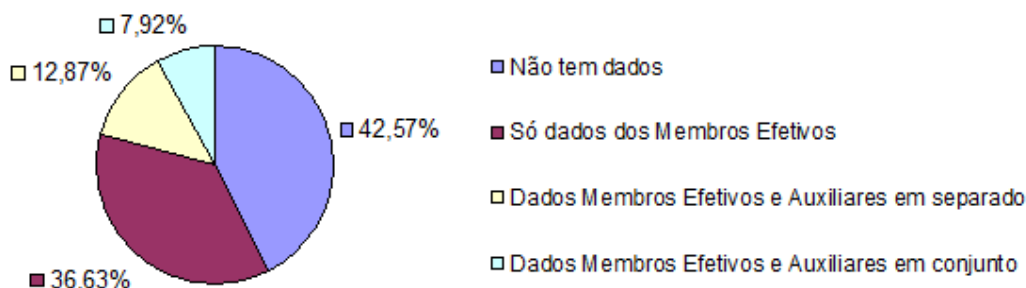 7,92%
12,87%
42,57%
36,63%
Não tem dados
Só dados dos Membros Efetivos
Dados Membros Efetivos e Auxiliares em separado
Dados Membros Efetivos e Auxiliares em conjunto